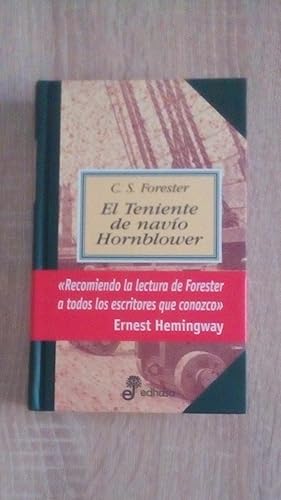 C. S. Forester
El Teniente
de navío
Hornblower
«Recomiendo la lectura de Forester
a todos los escritores que conozco»
Ernest Hemingway
edhasa